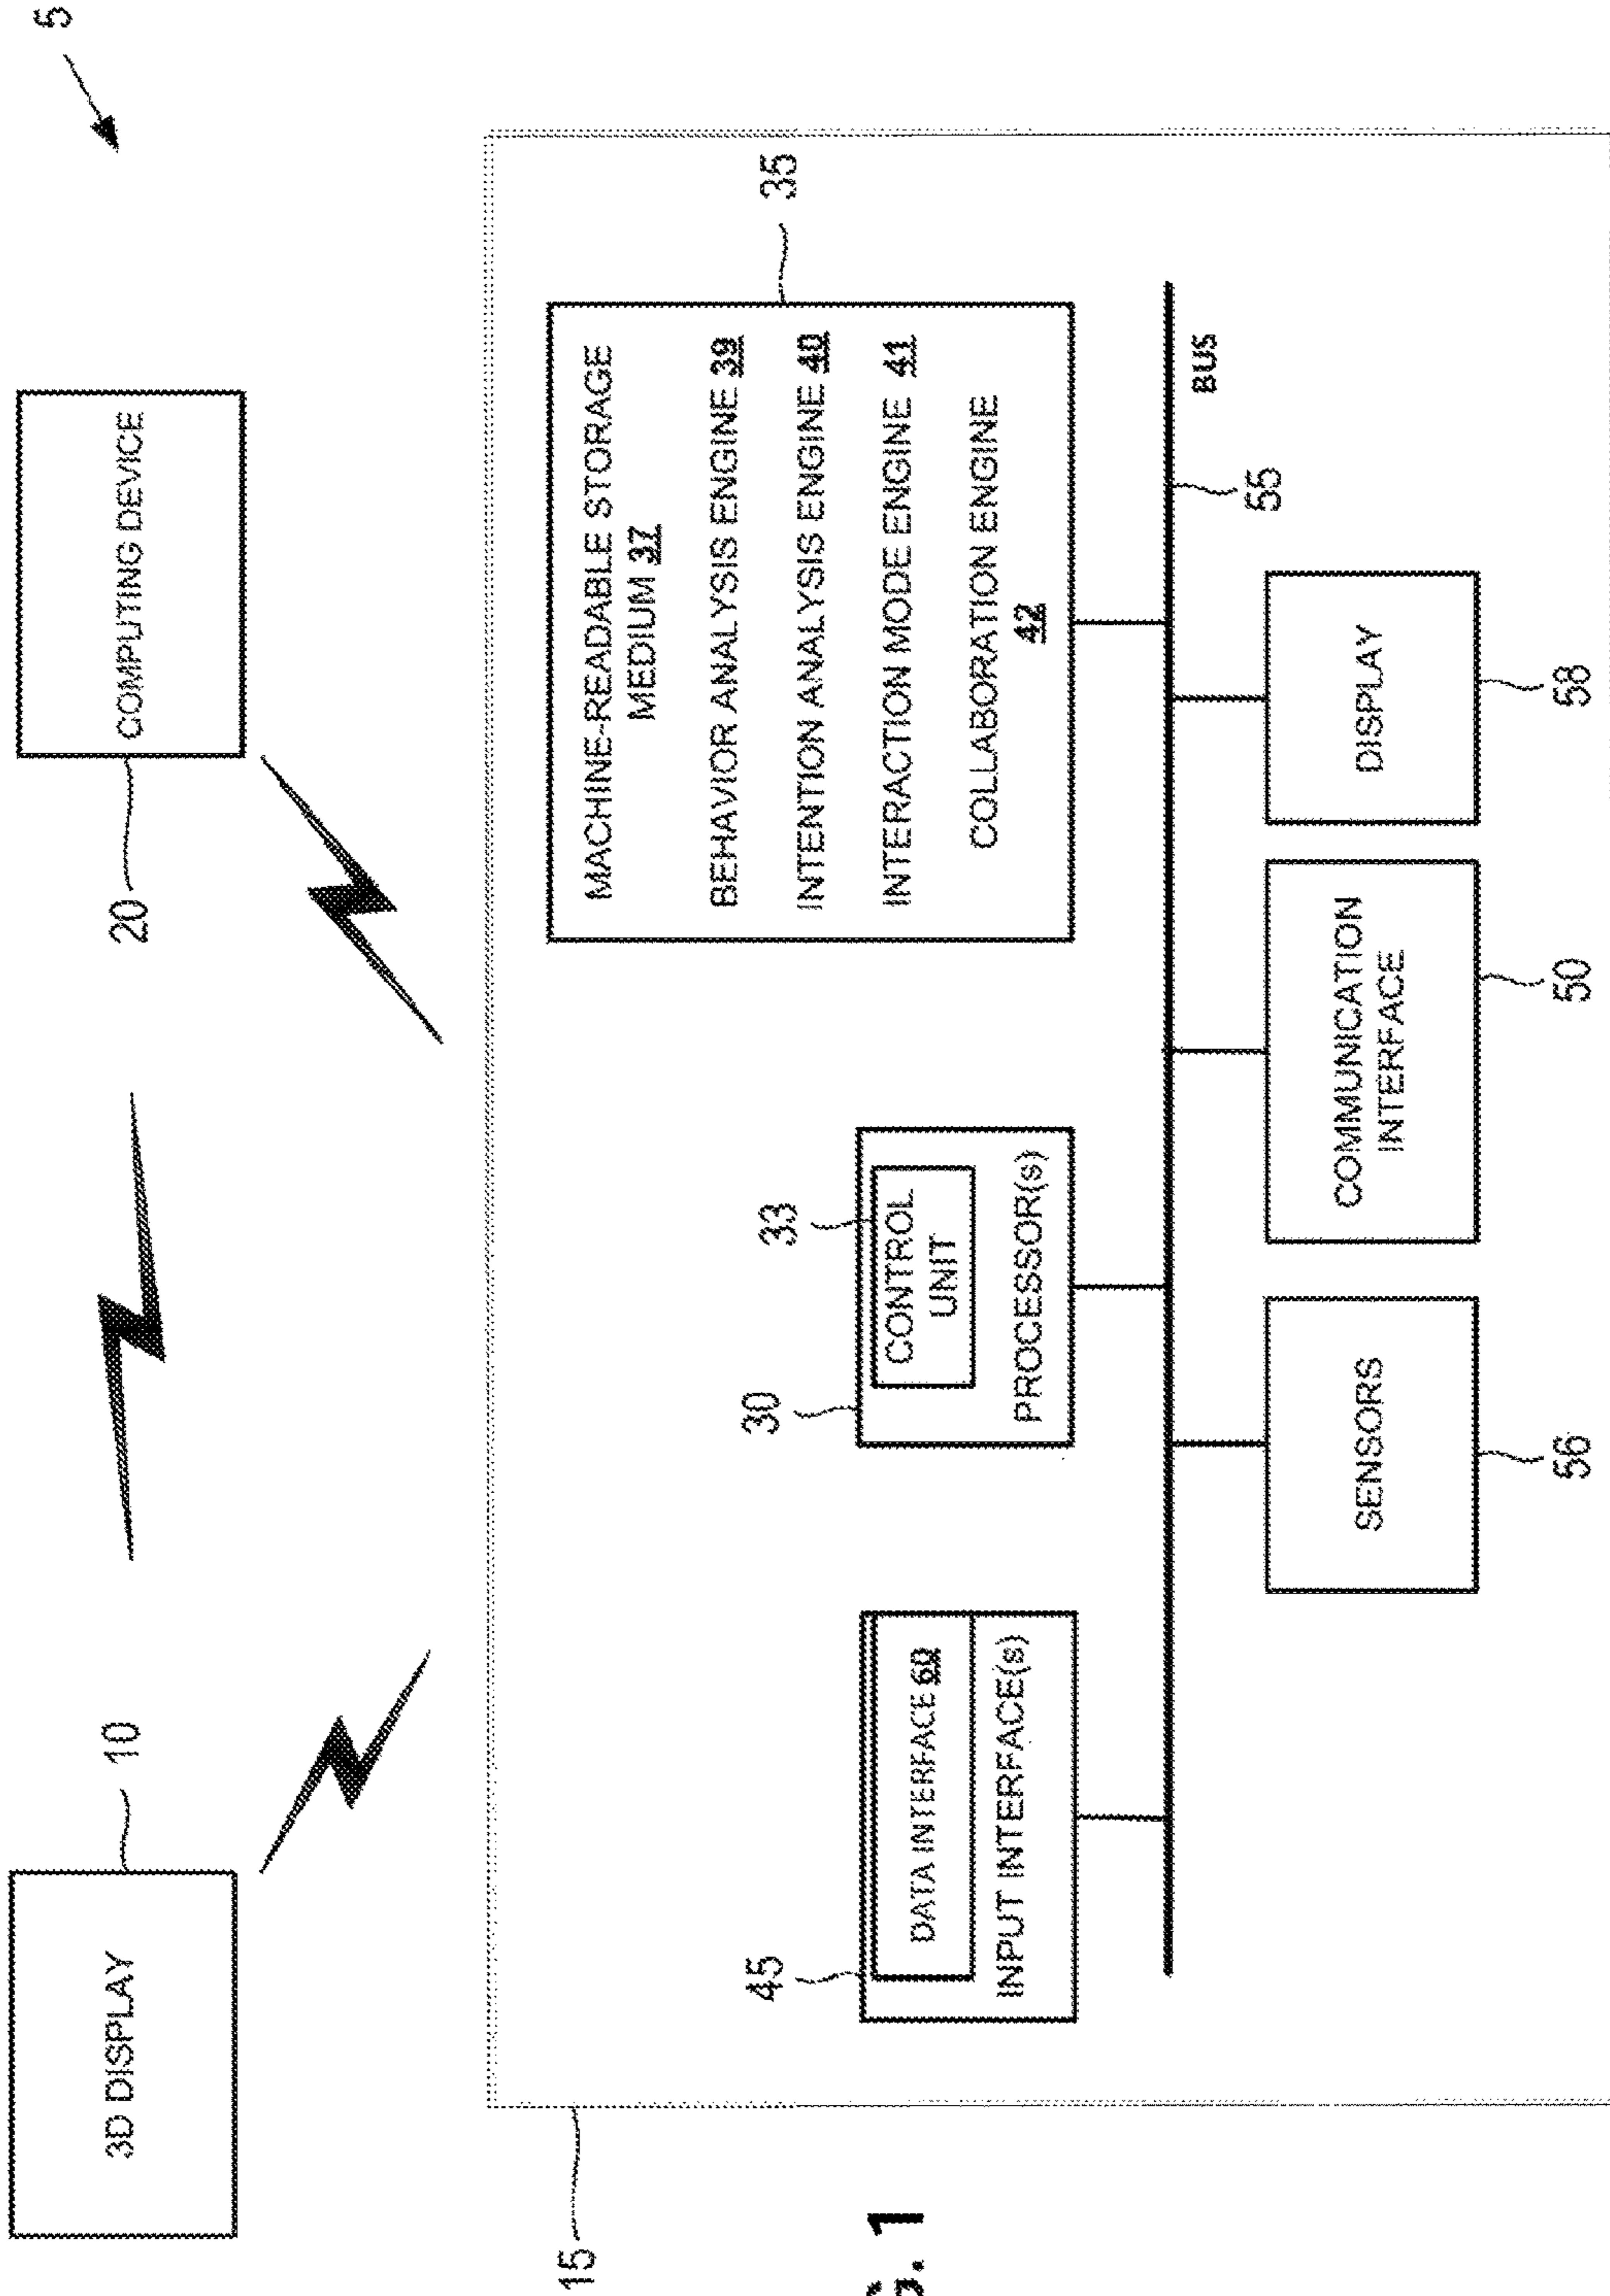 5
3D DISPLAY
10
COMPUTING DEVICE
20
15
45
DATA INTERFACE 60
INPUT INTERFACE(s)
30
33
CONTROL
UNIT
PROCESSOR(s)
35
MACHINE-READABLE STORAGE
MEDIUM 37
BEHAVIOR ANALYSIS ENGINE 39
INTENTION ANALYSIS ENGINE 40
INTERACTION MODE ENGINE 41
COLLABORATION ENGINE
42
BUS
55
SENSORS
56
COMMUNICATION
INTERFACE
50
DISPLAY
58
G. 1